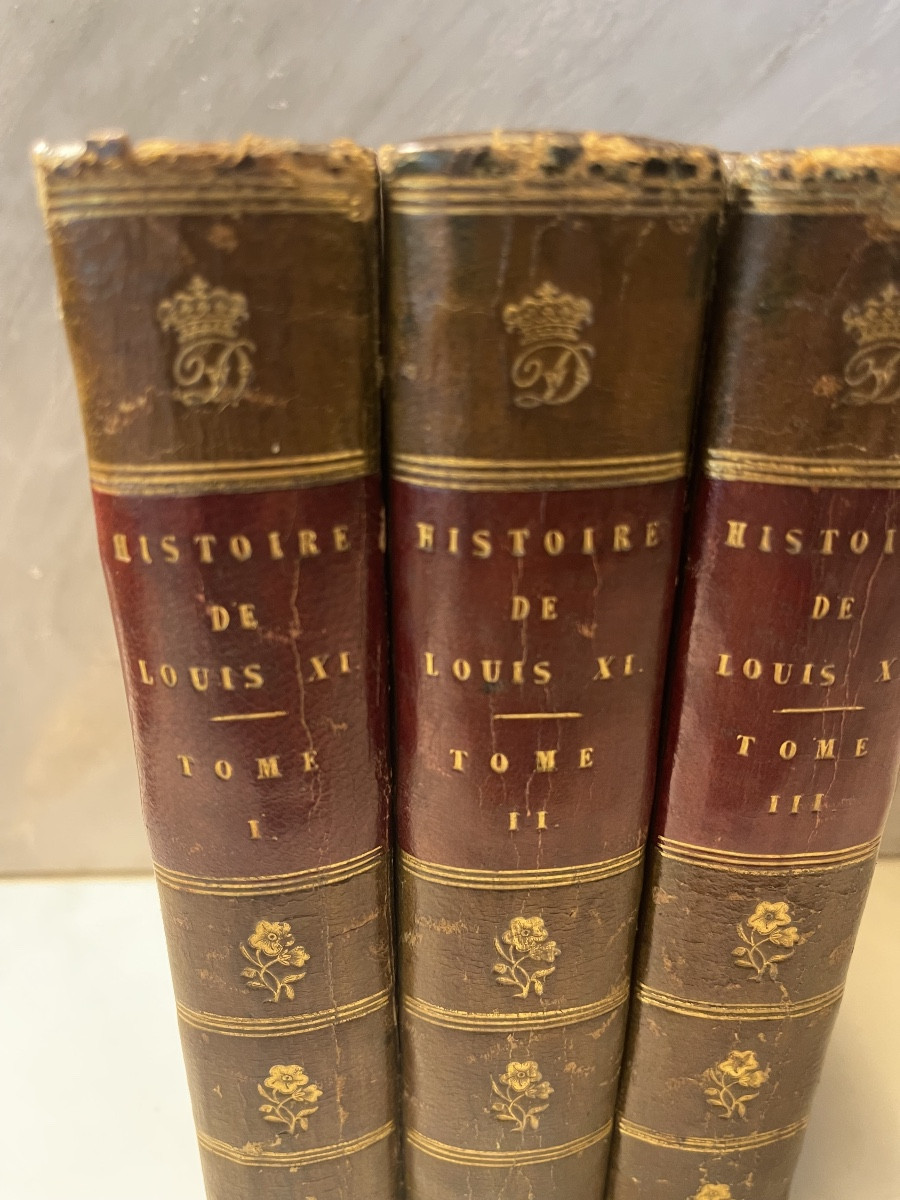 HISTOIRE
DE
LOUIS XI.
TOME
I.
HISTOIRE
DE
LOUIS XI.
TOME
II.
HISTOI
DE
LOUIS X
TOME
III.